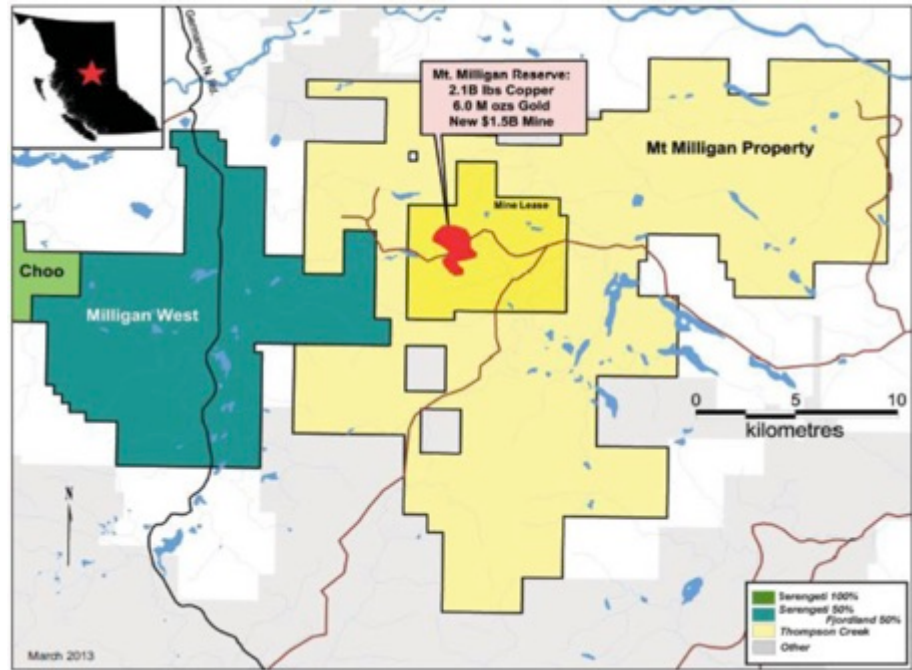 Mt. Milligan Reserve:
2.1B lbs Copper
6.0 M ozs Gold
New $1.5B Mine
Mt Milligan Property
Mine Lease
Choo
Milligan West
0 5 10
kilometres
N
Serengeti 100%
Serengeti 50%
Fjordland 50%
Thompson Creek
Other
March 2013